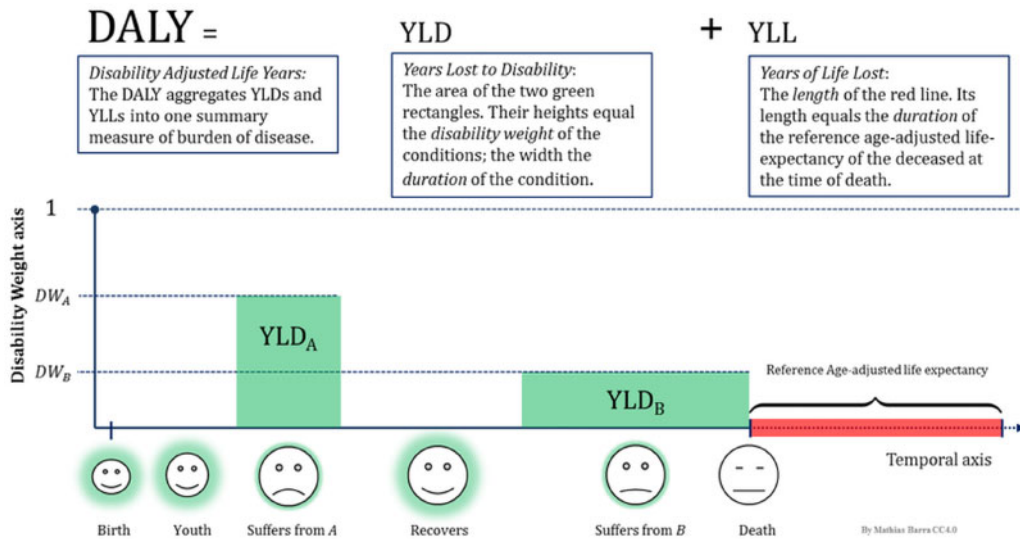 DALY = YLD + YLL
Disability Adjusted Life Years:
The DALY aggregates YLDs and
YLLs into one summary
measure of burden of disease.
Years Lost to Disability:
The area of the two green
rectangles. Their heights equal
the disability weight of the
conditions; the width the
duration of the condition.
Years of Life Lost:
The length of the red line. Its
length equals the duration of
the reference age-adjusted life-
expectancy of the deceased at
the time of death.
Disability Weight axis
1
DW_A
DW_B
YLD_A
YLD_B
Reference Age-adjusted life expectancy
Temporal axis
Birth
Youth
Suffers from A
Recovers
Suffers from B
Death
By Mathias Barra CC4.0